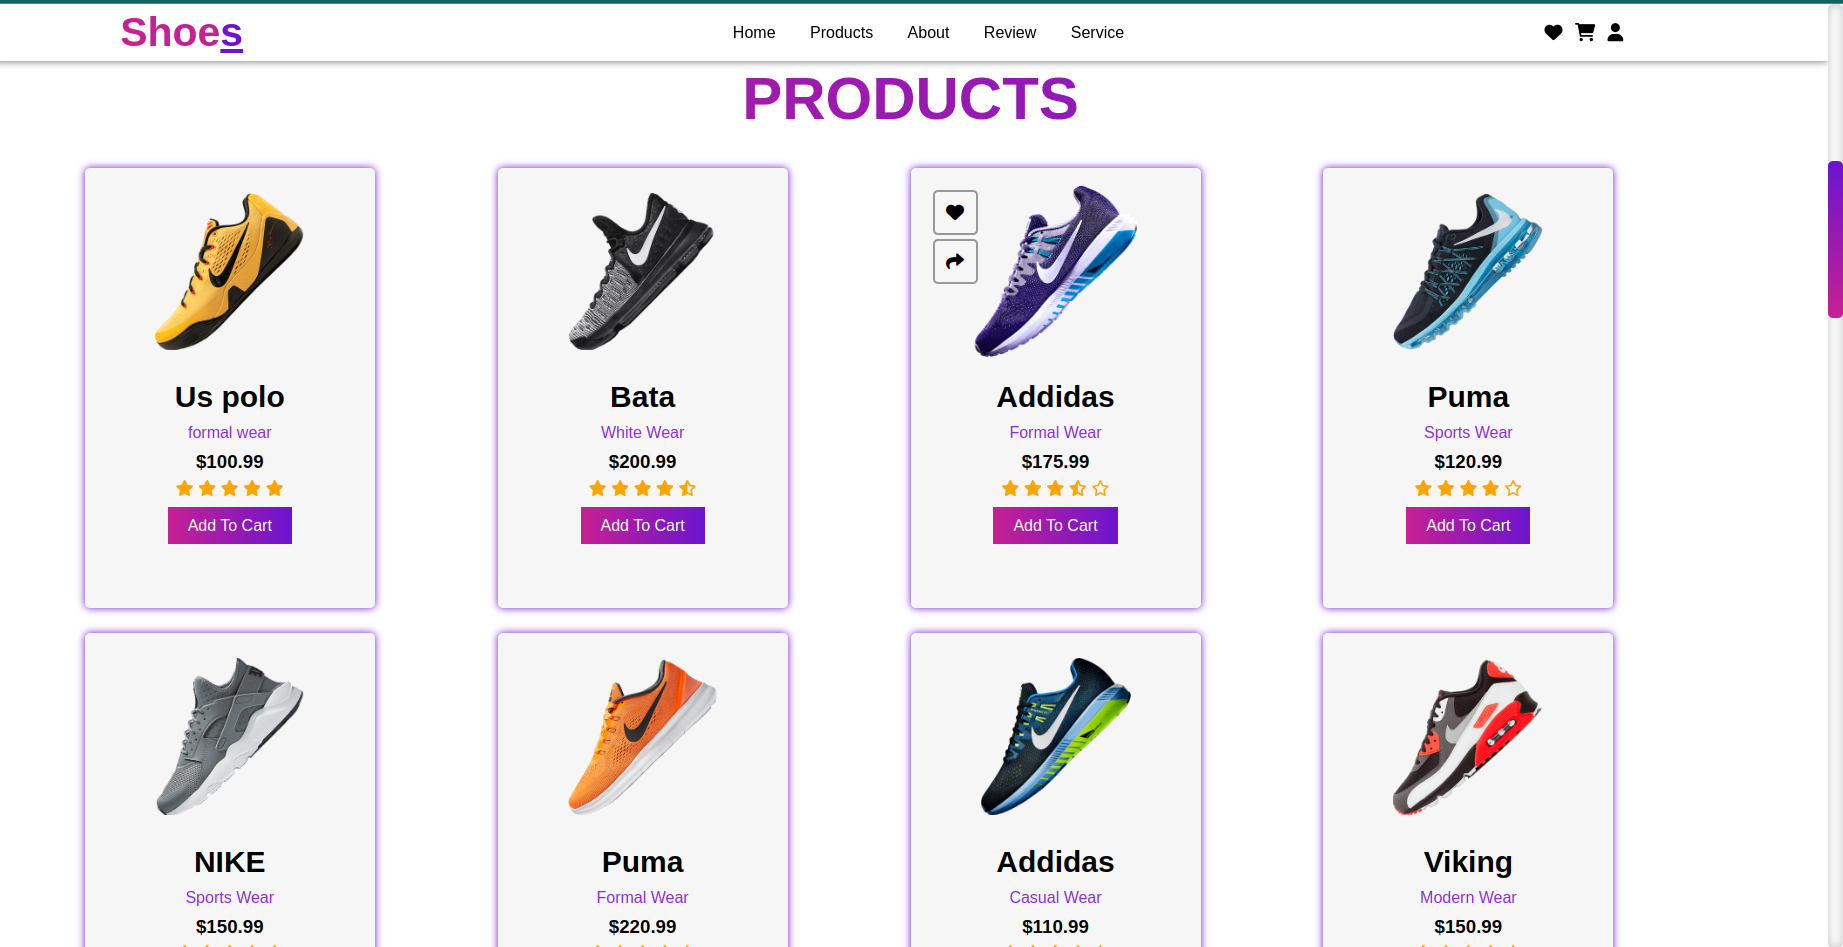 Shoes
Home Products About Review Service
PRODUCTS
Us polo
formal wear
$100.99
Add To Cart
Bata
White Wear
$200.99
Add To Cart
Addidas
Formal Wear
$175.99
Add To Cart
Puma
Sports Wear
$120.99
Add To Cart
NIKE
Sports Wear
$150.99
Puma
Formal Wear
$220.99
Addidas
Casual Wear
$110.99
Viking
Modern Wear
$150.99